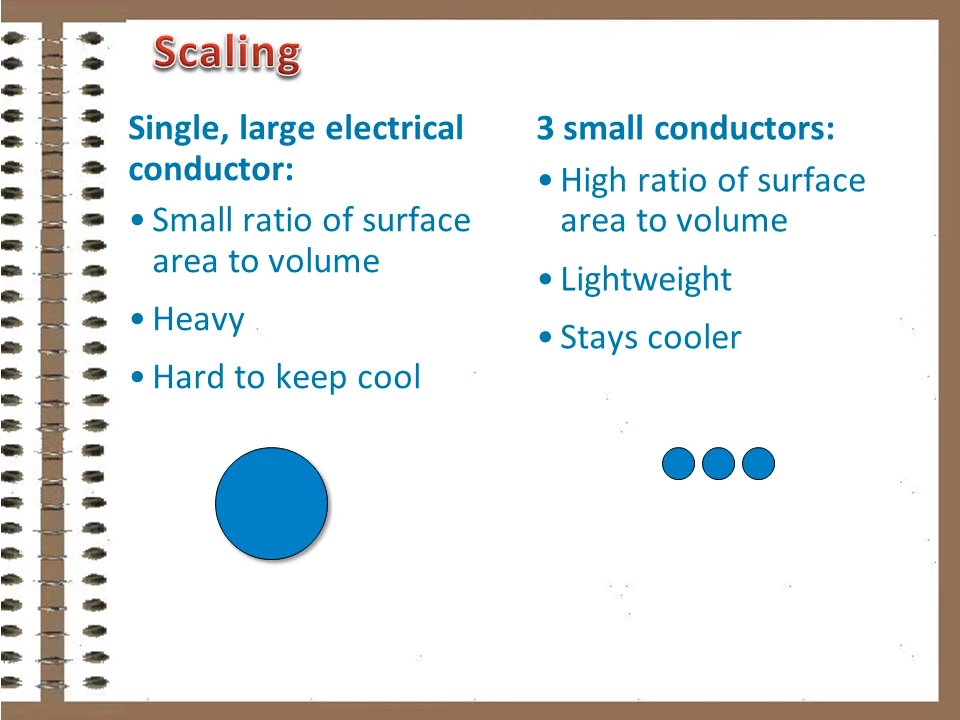 Scaling
Single, large electrical
conductor:
• Small ratio of surface
area to volume
• Heavy
• Hard to keep cool
3 small conductors:
• High ratio of surface
area to volume
• Lightweight
• Stays cooler